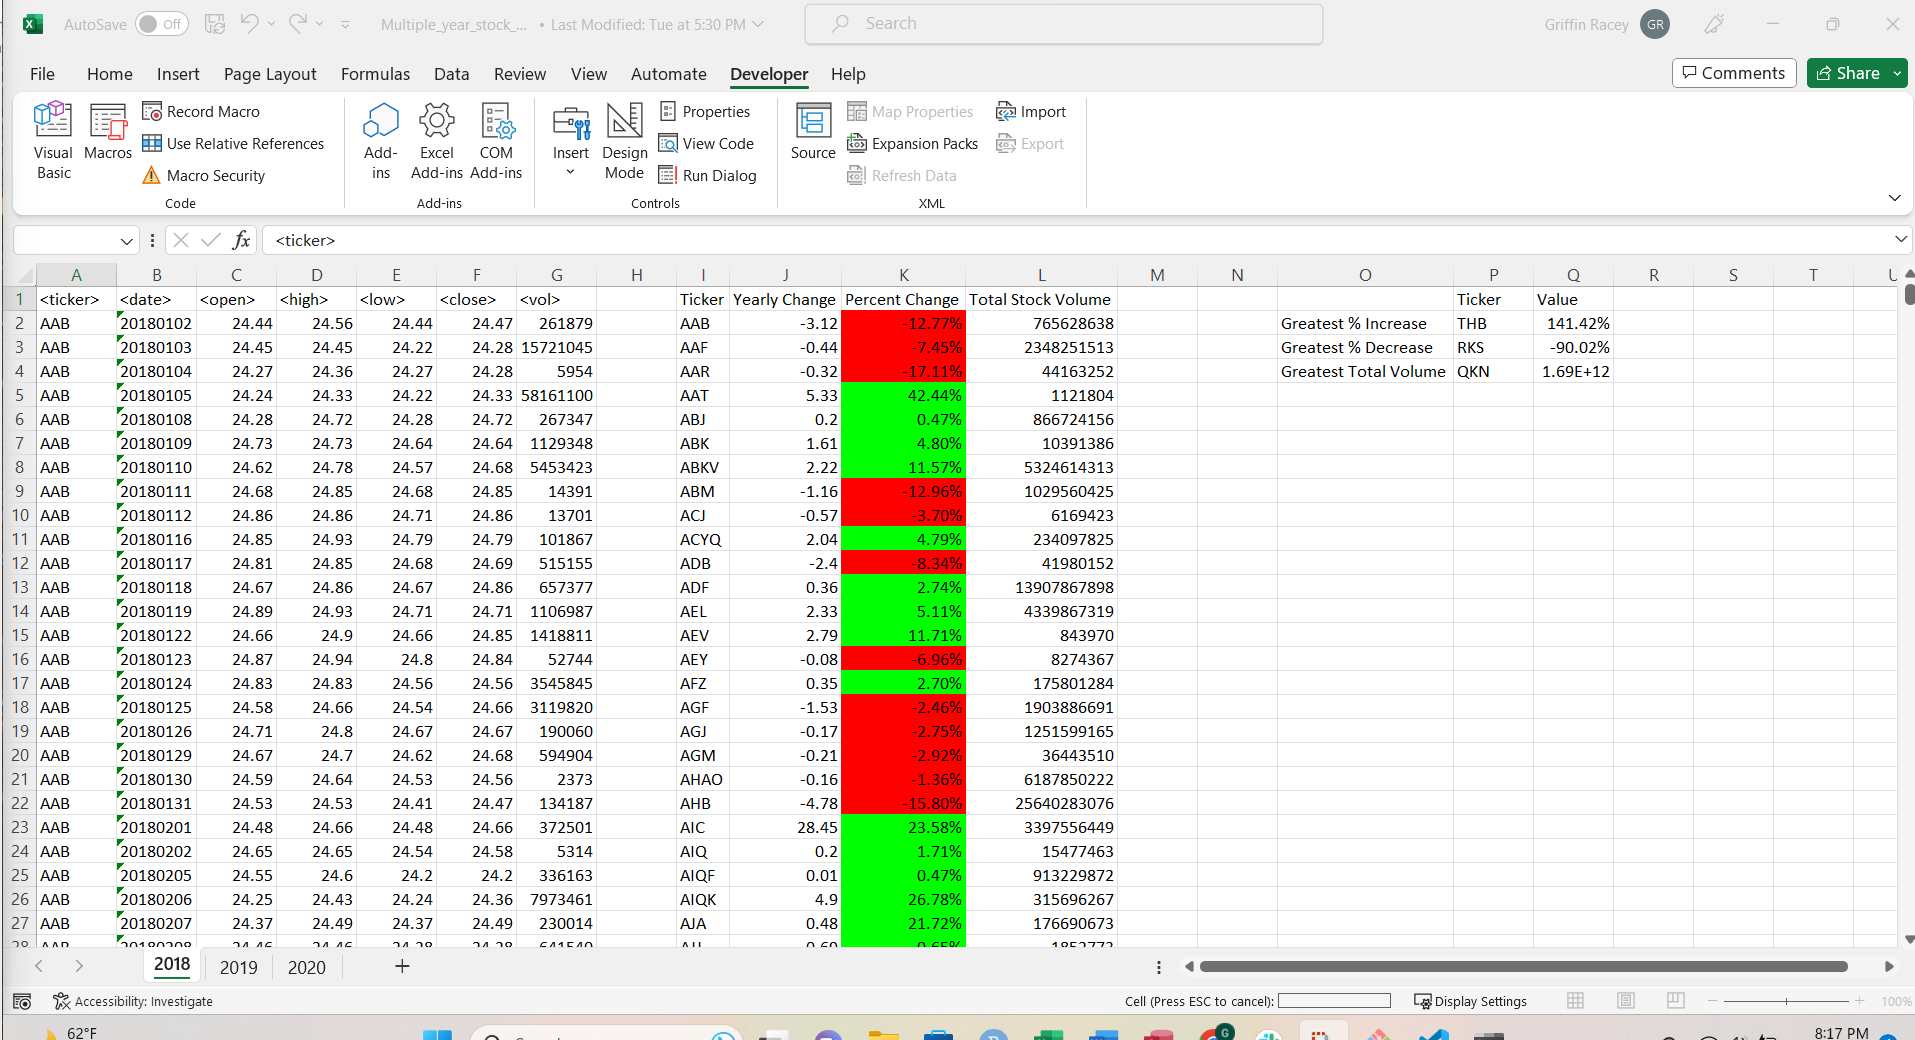 AutoSave Off Multiple_year_stock_... • Last Modified: Tue at 5:30 PM Search Griffin Racey GR
File Home Insert Page Layout Formulas Data Review View Automate Developer Help Comments Share
Visual Basic Macros Record Macro Use Relative References Macro Security Code
Add-ins Excel Add-ins COM Add-ins Add-ins
Insert Design Mode Properties View Code Run Dialog Controls
Source Map Properties Expansion Packs Refresh Data Import Export XML
fx <ticker>
A B C D E F G H I J K L M N O P Q R S T U
1 <ticker> <date> <open> <high> <low> <close> <vol> Ticker Yearly Change Percent Change Total Stock Volume Ticker Value
2 AAB 20180102 24.44 24.56 24.44 24.47 261879 AAB -3.12 -12.77% 765628638 Greatest % Increase THB 141.42%
3 AAB 20180103 24.45 24.45 24.22 24.28 15721045 AAF -0.44 -7.45% 2348251513 Greatest % Decrease RKS -90.02%
4 AAB 20180104 24.27 24.36 24.27 24.28 5954 AAR -0.32 -17.11% 44163252 Greatest Total Volume QKN 1.69E+12
5 AAB 20180105 24.24 24.33 24.22 24.33 58161100 AAT 5.33 42.44% 1121804
6 AAB 20180108 24.28 24.72 24.28 24.72 267347 ABJ 0.2 0.47% 866724156
7 AAB 20180109 24.73 24.73 24.64 24.64 1129348 ABK 1.61 4.80% 10391386
8 AAB 20180110 24.62 24.78 24.57 24.68 5453423 ABKV 2.22 11.57% 5324614313
9 AAB 20180111 24.68 24.85 24.68 24.85 14391 ABM -1.16 -12.96% 1029560425
10 AAB 20180112 24.86 24.86 24.71 24.86 13701 ACJ -0.57 -3.70% 6169423
11 AAB 20180116 24.85 24.93 24.79 24.79 101867 ACYQ 2.04 4.79% 234097825
12 AAB 20180117 24.81 24.85 24.68 24.69 515155 ADB -2.4 -8.34% 41980152
13 AAB 20180118 24.67 24.86 24.67 24.86 657377 ADF 0.36 2.74% 13907867898
14 AAB 20180119 24.89 24.93 24.71 24.71 1106987 AEL 2.33 5.11% 4339867319
15 AAB 20180122 24.66 24.9 24.66 24.85 1418811 AEV 2.79 11.71% 843970
16 AAB 20180123 24.87 24.94 24.8 24.84 52744 AEY -0.08 -6.96% 8274367
17 AAB 20180124 24.83 24.83 24.56 24.56 3545845 AFZ 0.35 2.70% 175801284
18 AAB 20180125 24.58 24.66 24.54 24.66 3119820 AGF -1.53 -2.46% 1903886691
19 AAB 20180126 24.71 24.8 24.67 24.67 190060 AGJ -0.17 -2.75% 1251599165
20 AAB 20180129 24.67 24.7 24.62 24.68 594904 AGM -0.21 -2.92% 36443510
21 AAB 20180130 24.59 24.64 24.53 24.56 2373 AHAO -0.16 -1.36% 6187850222
22 AAB 20180131 24.53 24.53 24.41 24.47 134187 AHB -4.78 -15.80% 25640283076
23 AAB 20180201 24.48 24.66 24.48 24.66 372501 AIC 28.45 23.58% 3397556449
24 AAB 20180202 24.65 24.65 24.54 24.58 5314 AIQ 0.2 1.71% 15477463
25 AAB 20180205 24.55 24.6 24.2 24.2 336163 AIQF 0.01 0.47% 913229872
26 AAB 20180206 24.25 24.43 24.24 24.36 7973461 AIQK 4.9 26.78% 315696267
27 AAB 20180207 24.37 24.49 24.37 24.49 230014 AJA 0.48 21.72% 176690673
2018 2019 2020
Accessibility: Investigate Cell (Press ESC to cancel): Display Settings 100%
62°F 8:17 PM